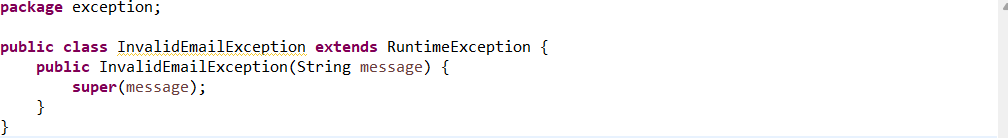 package exception;
public class InvalidEmailException extends RuntimeException {
public InvalidEmailException(String message) {
super(message);
}
}